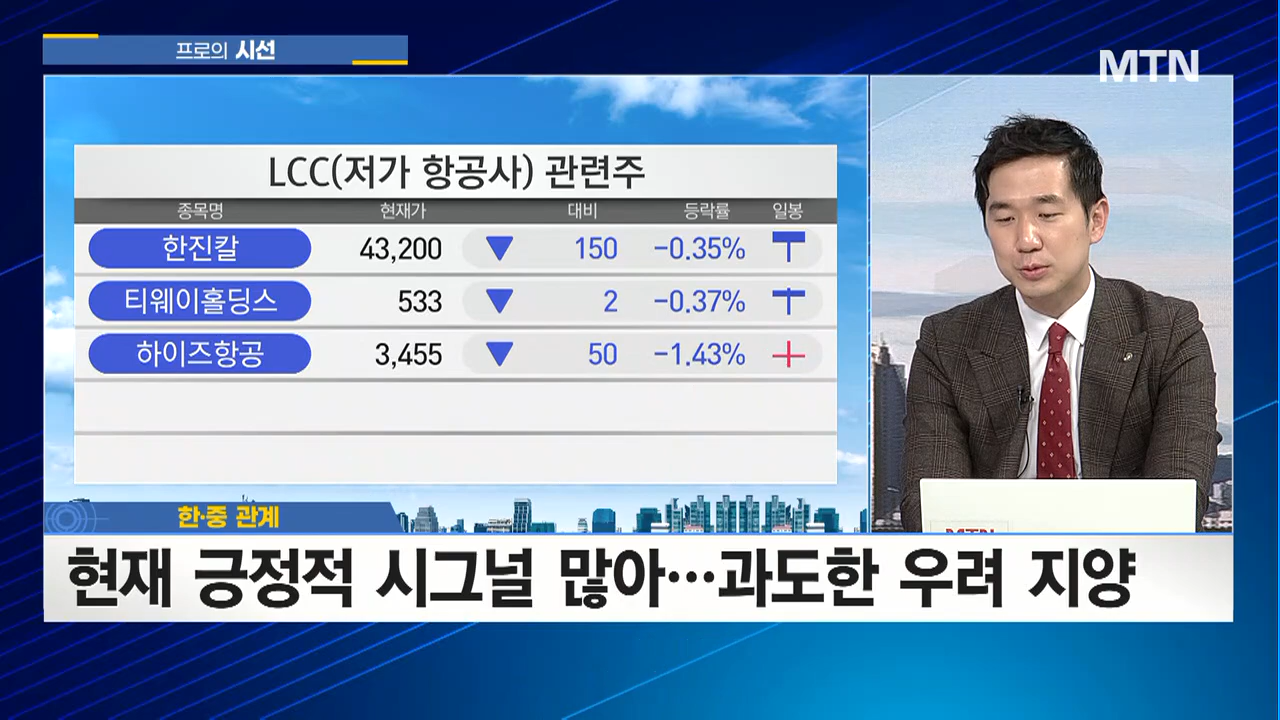 프로의 시선
MTN
LCC(저가 항공사) 관련주
종목명 현재가 대비 등락률 일봉
한진칼 43,200 ▼ 150 -0.35%
티웨이홀딩스 533 ▼ 2 -0.37%
하이즈항공 3,455 ▼ 50 -1.43%
MTN
한·중 관계
현재 긍정적 시그널 많아…과도한 우려 지양